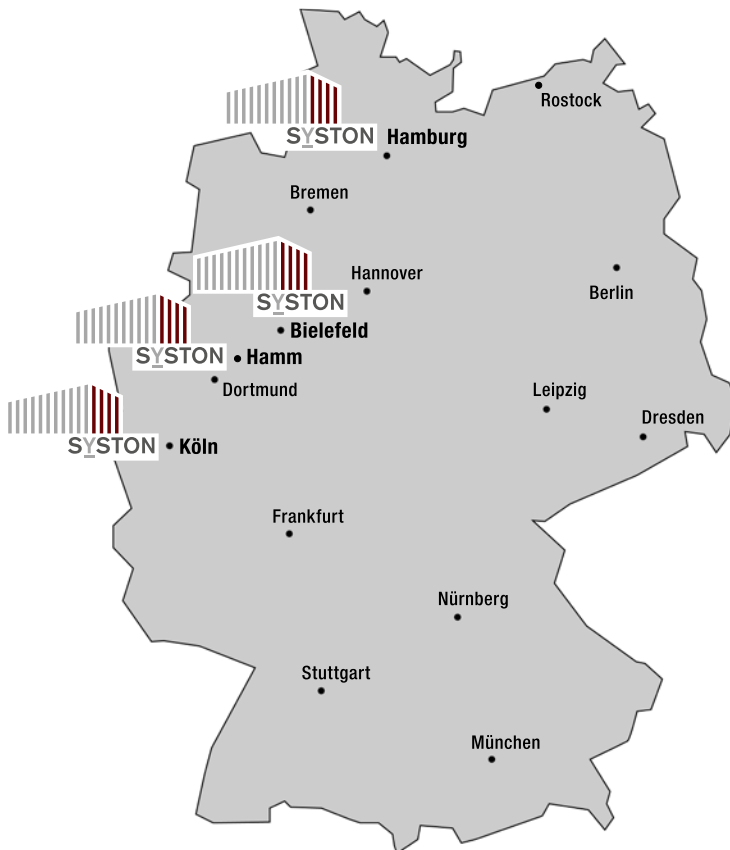 Rostock
SYSTON
Hamburg
Bremen
Hannover
Berlin
SYSTON
Bielefeld
SYSTON
Hamm
Dortmund
Leipzig
Dresden
SYSTON
Köln
Frankfurt
Nürnberg
Stuttgart
München